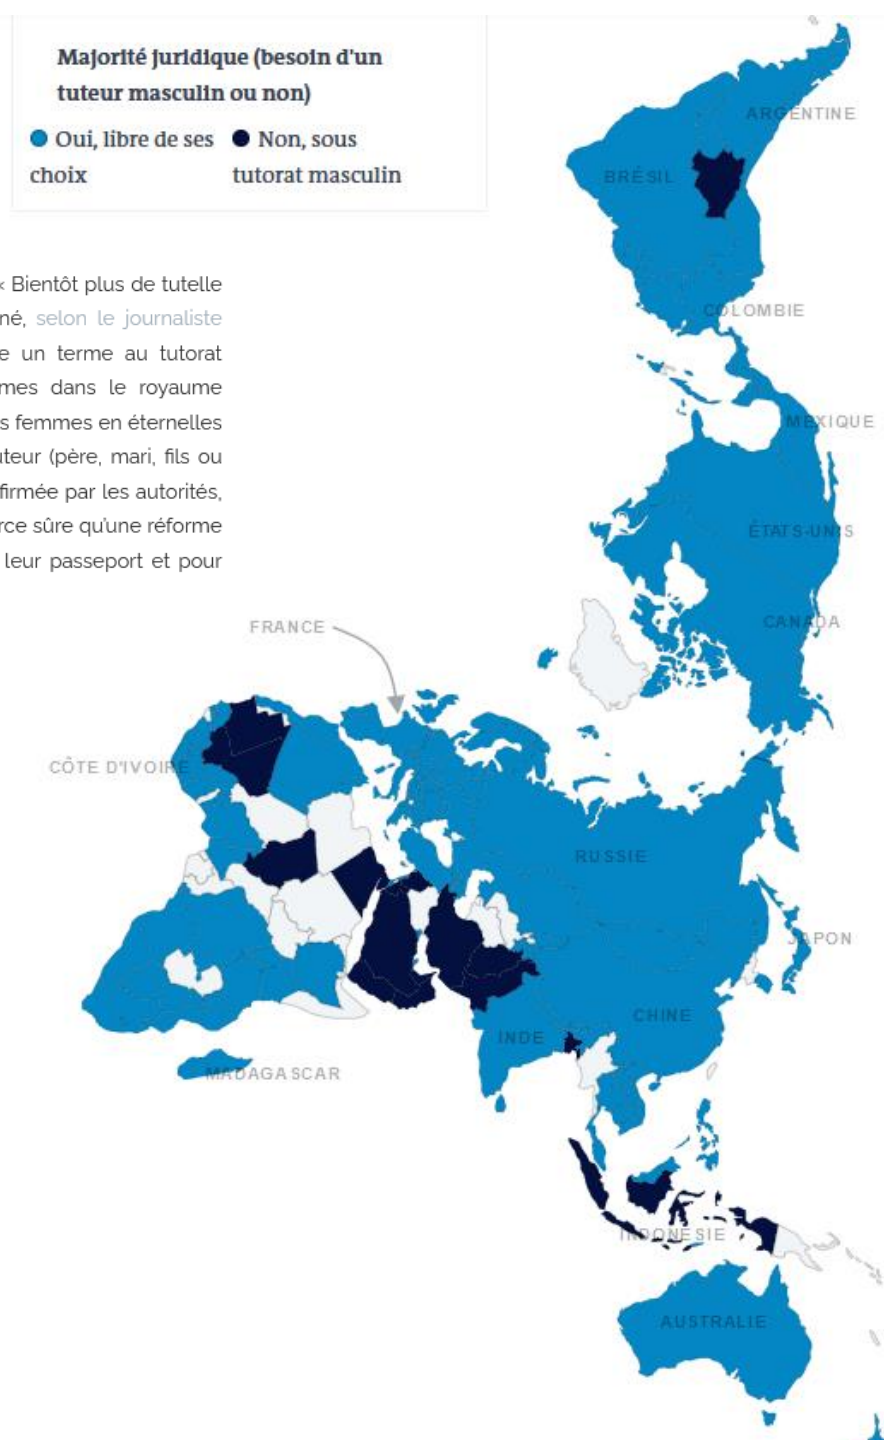 Majorité juridique (besoin d'un
tuteur masculin ou non)
Oui, libre de ses
choix
Non, sous
tutorat masculin
« Bientôt plus de tutelle
né, selon le journaliste
e un terme au tutorat
mes dans le royaume
s femmes en éternelles
uteur (père, mari, fils ou
firmée par les autorités,
rce sûre qu'une réforme
leur passeport et pour
ARGENTINE
BRÉSIL
COLOMBIE
MEXIQUE
ÉTATS-UNIS
CANADA
FRANCE
CÔTE D'IVOIRE
RUSSIE
JAPON
CHINE
INDE
MADAGASCAR
INDONESIE
AUSTRALIE